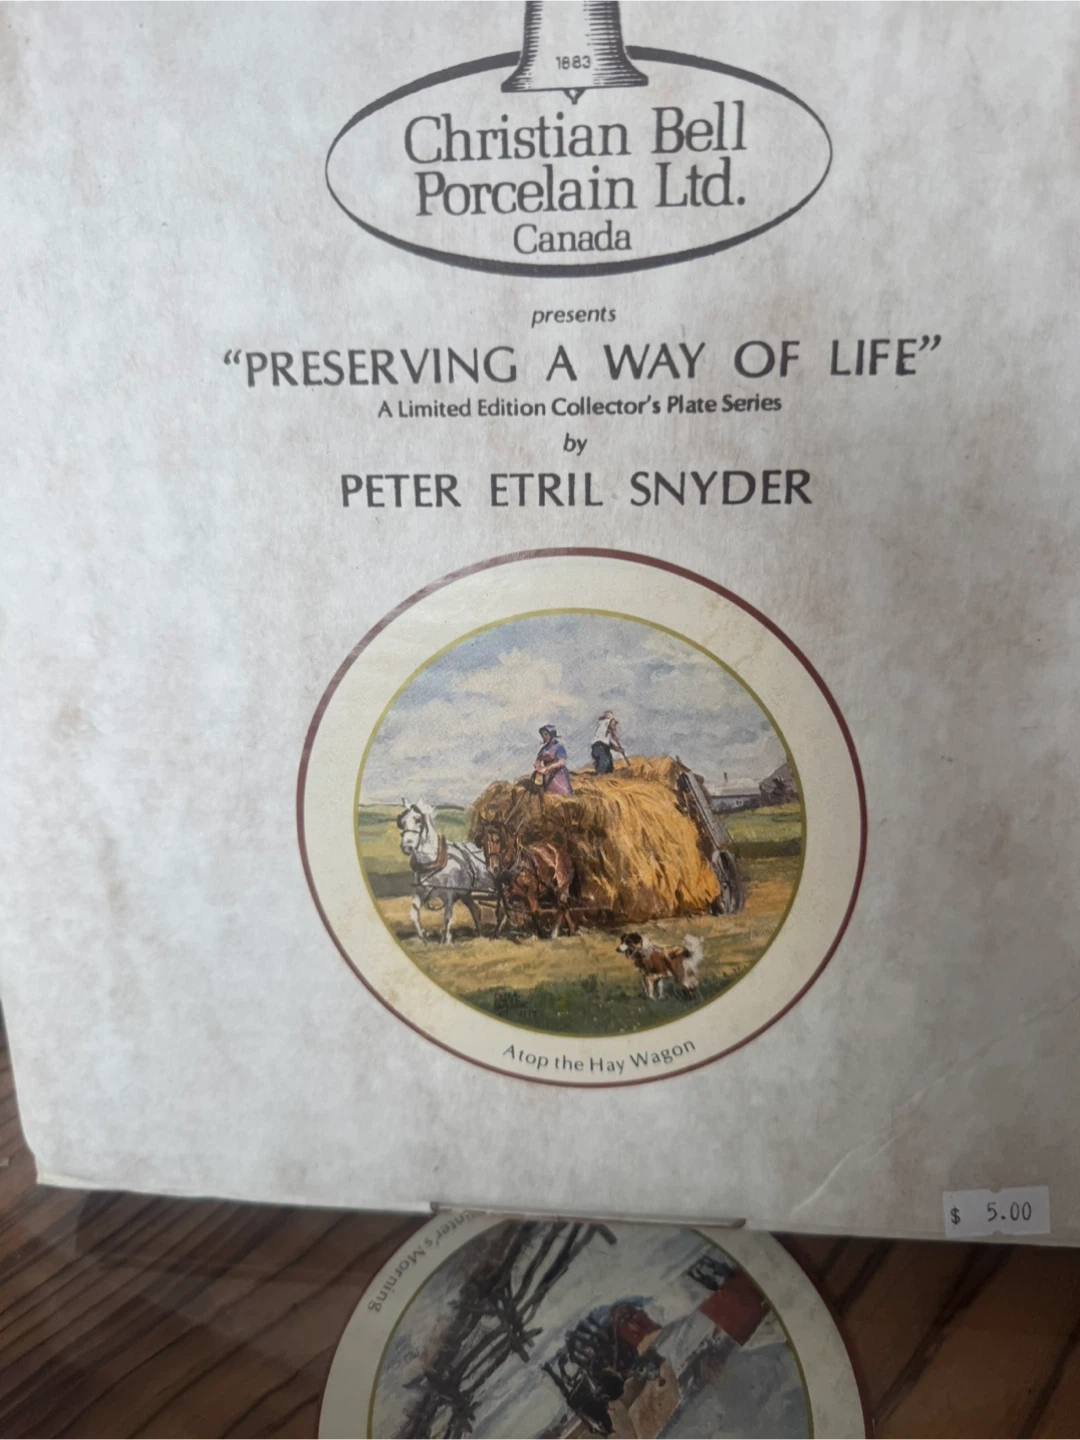 1883
Christian Bell
Porcelain Ltd.
Canada
presents
"PRESERVING A WAY OF LIFE"
A Limited Edition Collector's Plate Series
by
PETER ETRIL SNYDER
Atop the Hay Wagon
$ 5.00
Morning